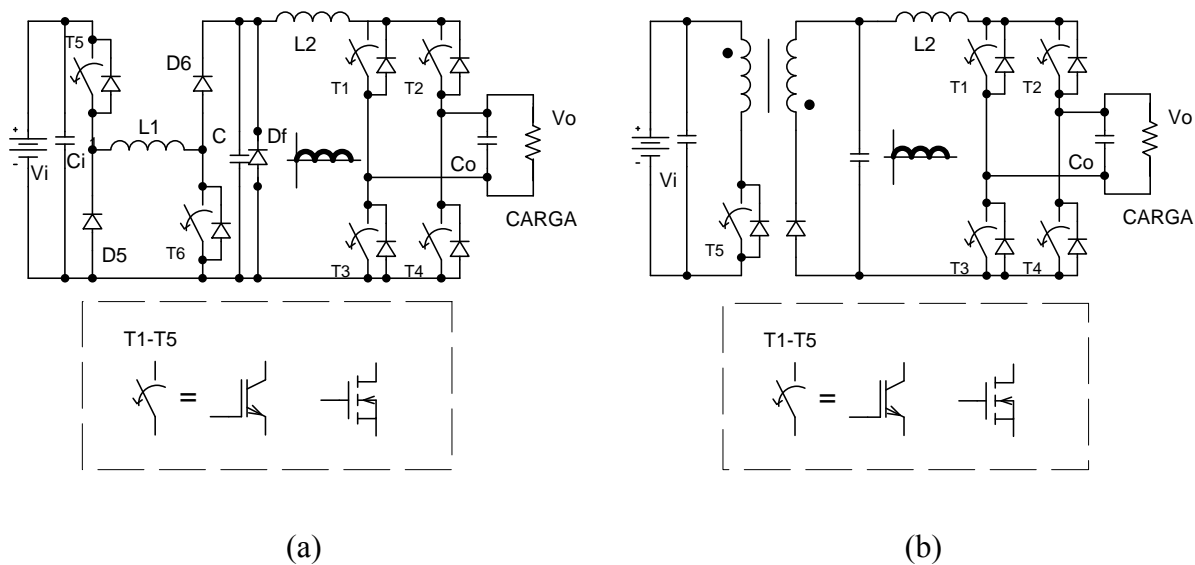 T5
D6
L2
T1
T2
L1
+
-
Vi
Ci
C
Df
Vo
Co
CARGA
D5
T6
T3
T4
T1-T5
=
(a)
L2
T1
T2
+
-
Vi
Vo
Co
CARGA
T5
T3
T4
T1-T5
=
(b)